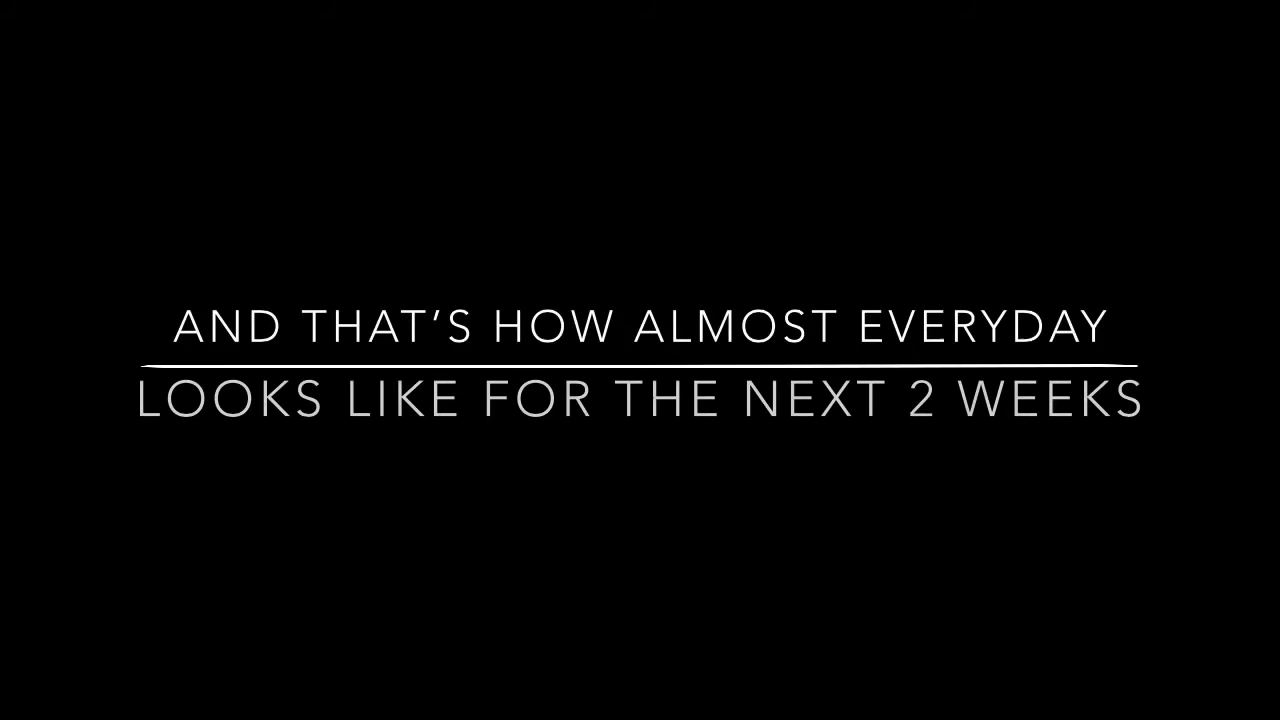 AND THAT’S HOW ALMOST EVERYDAY
LOOKS LIKE FOR THE NEXT 2 WEEKS